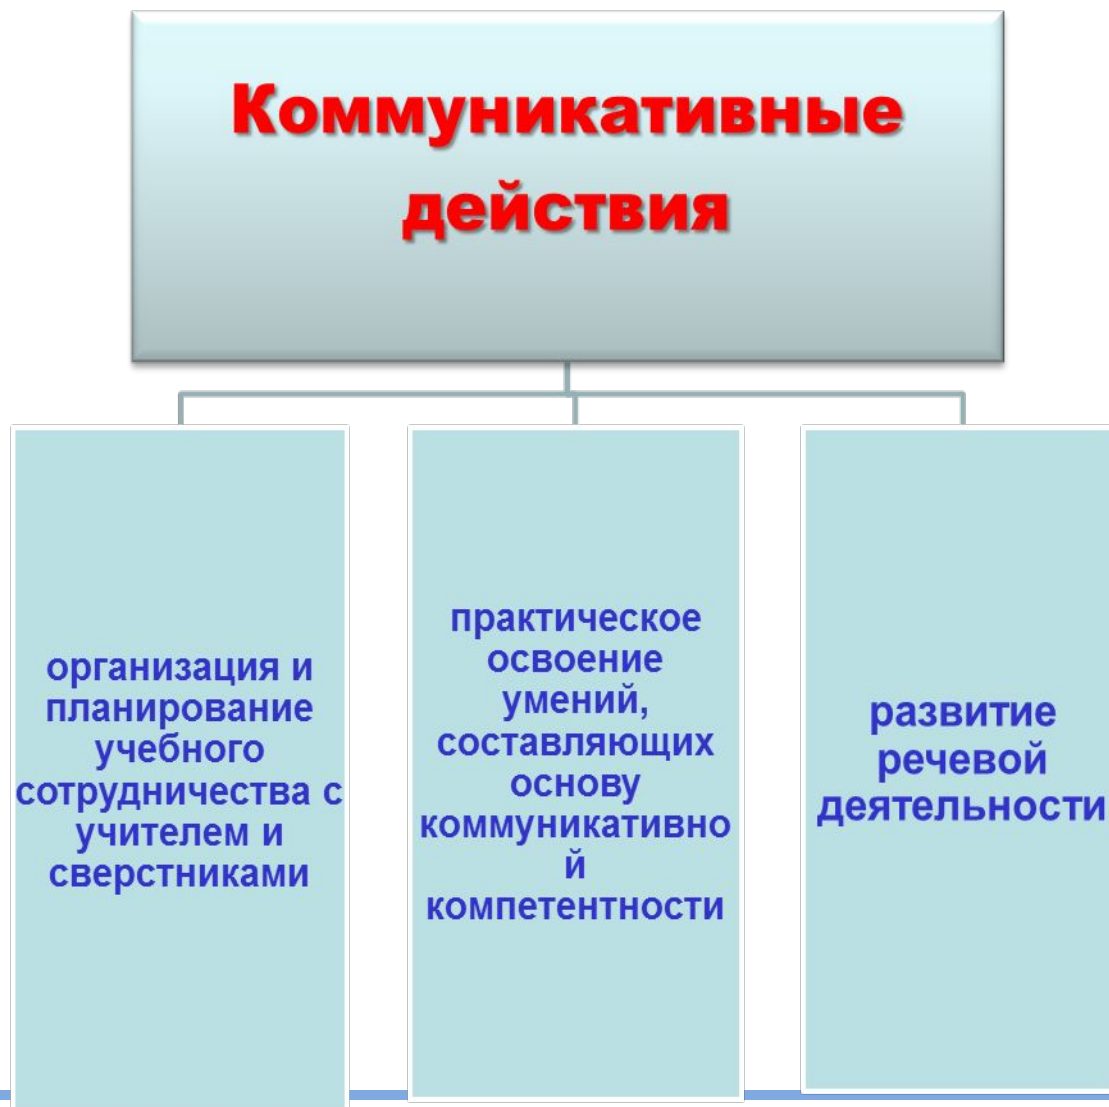 Коммуникативные
действия
организация и
планирование
учебного
сотрудничества с
учителем и
сверстниками
практическое
освоение
умений,
составляющих
основу
коммуникативно
й
компетентности
развитие
речевой
деятельности